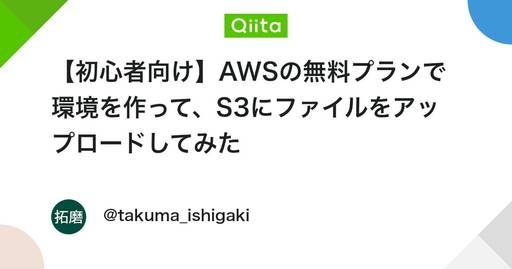 Qiita
【初心者向け】AWSの無料プランで
環境を作って、S3にファイルをアッ
プロードしてみた
拓磨
@takuma_ishigaki